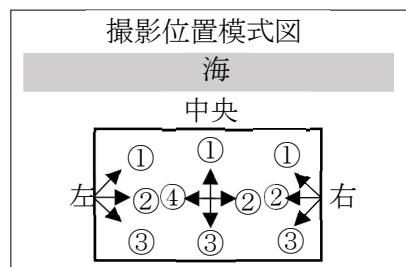 撮影位置模式図
海
中央
① ① ①
左 ② ④ ② ② 右
③ ③ ③